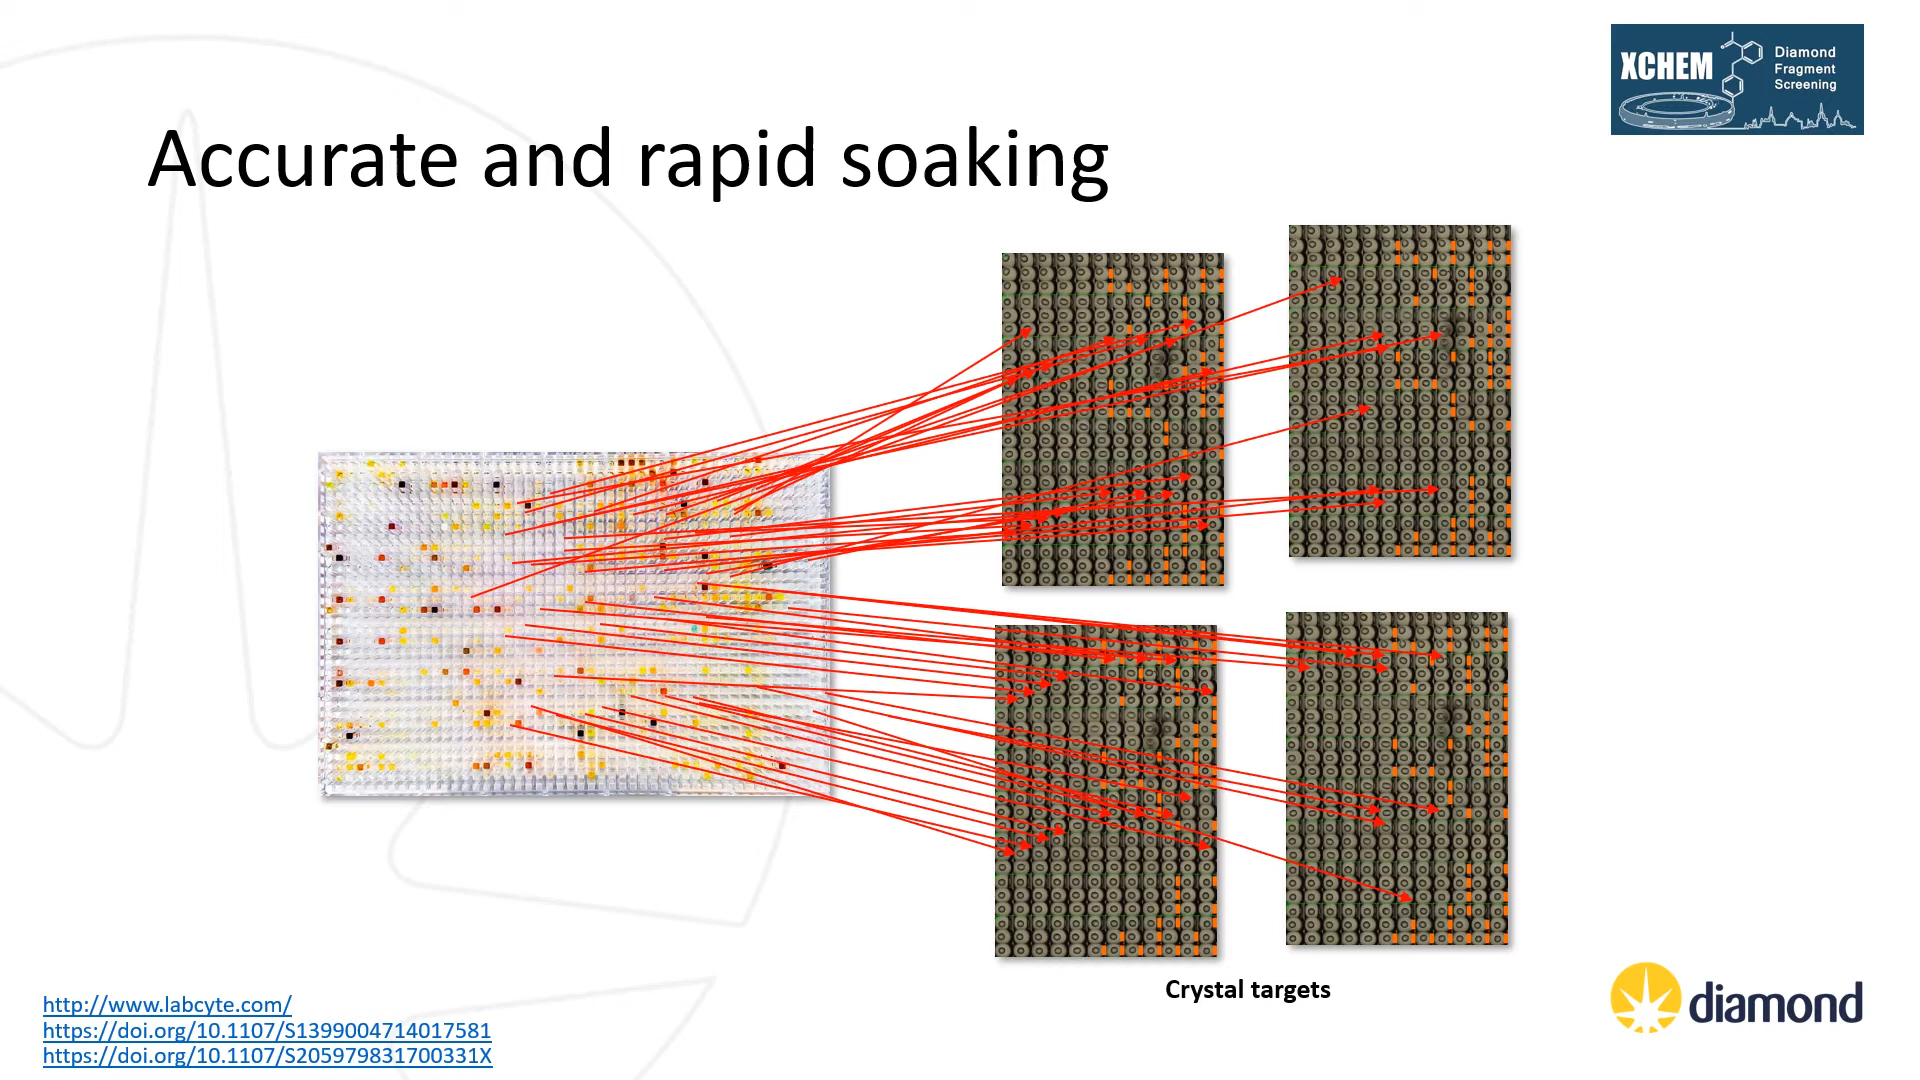 XCHEM
Diamond
Fragment
Screening
Accurate and rapid soaking
Crystal targets
http://www.labcyte.com/
https://doi.org/10.1107/S1399004714017581
https://doi.org/10.1107/S205979831700331X
diamond